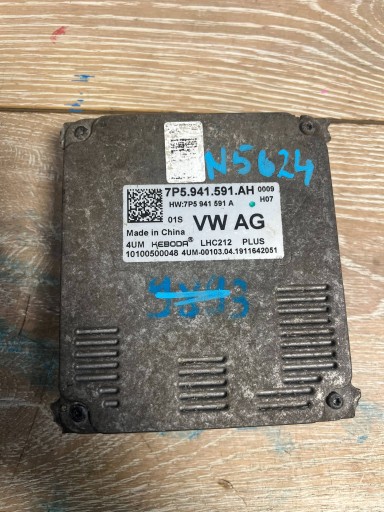 N5624
7P5.941.591.AH 0009
HW:7P5 941 591 A H07
01S VW AG
Made in China
4UM HEBODA® LHC212 PLUS
10100500048 4UM-00103.04.1911642051